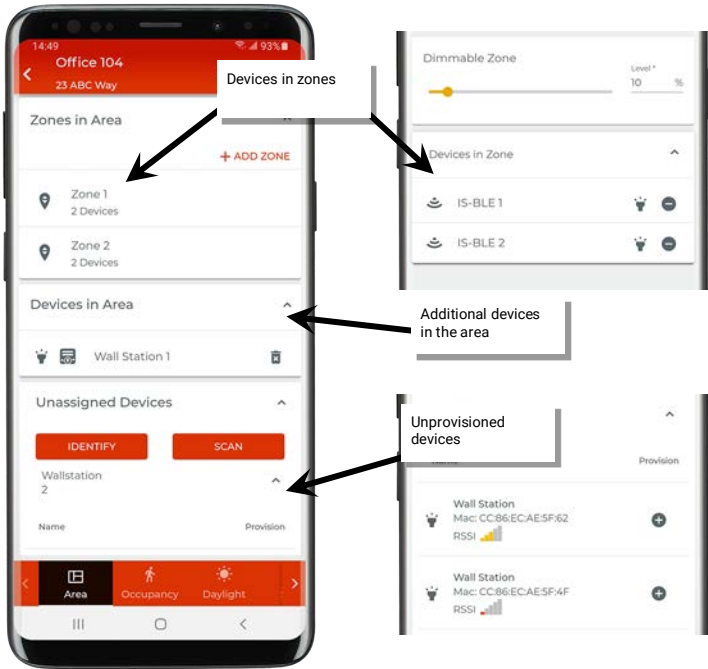 14:49
93%
Office 104
23 ABC Way
Zones in Area
+ ADD ZONE
Zone 1
2 Devices
Zone 2
2 Devices
Devices in Area
Wall Station 1
Unassigned Devices
IDENTIFY
SCAN
Wallstation
2
Name
Provision
Area
Occupancy
Daylight
Devices in zones
Dimmable Zone
Level *
10 %
Devices in Zone
IS-BLE 1
IS-BLE 2
Additional devices
in the area
Unprovisioned
devices
Provision
Wall Station
Mac: CC:86:EC:AE:5F:62
RSSI
Wall Station
Mac: CC:86:EC:AE:5F:4F
RSSI